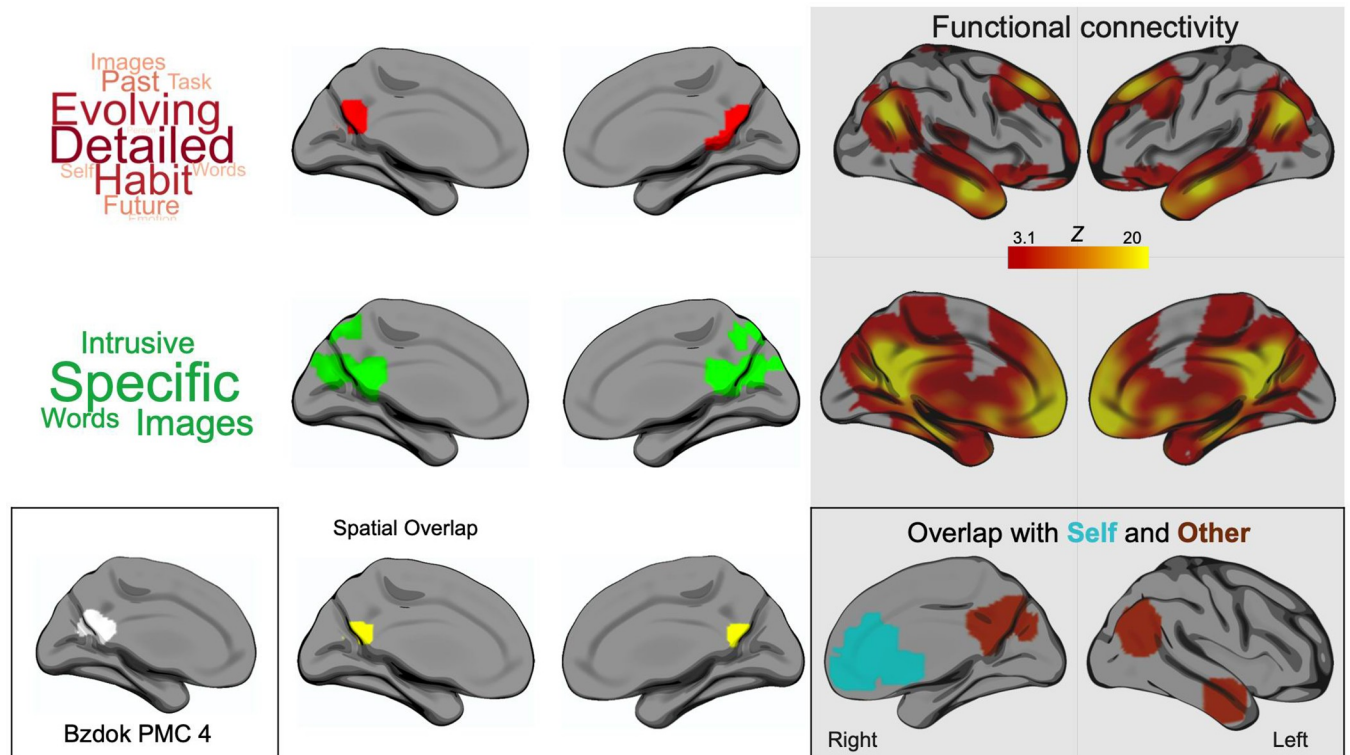 Images
Past Task
Evolving
Detailed
Self Words
Habit
Future
Emotion
Functional connectivity
3.1 Z 20
Intrusive
Specific
Words Images
Spatial Overlap
Bzdok PMC 4
Overlap with Self and Other
Right Left